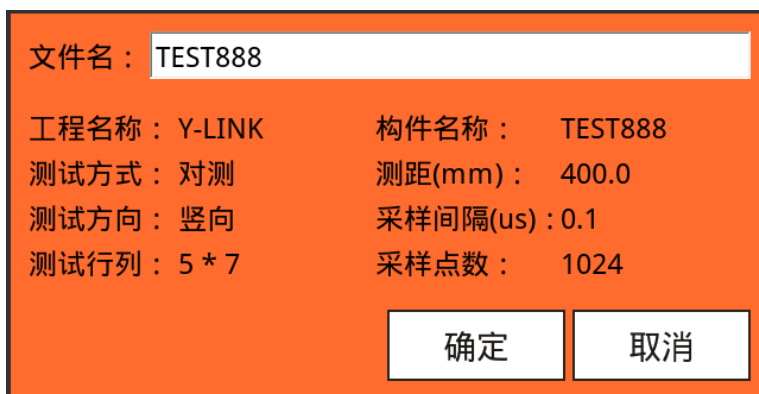 文件名： TEST888
工程名称： Y-LINK 构件名称： TEST888
测试方式： 对测 测距(mm)： 400.0
测试方向： 竖向 采样间隔(us)：0.1
测试行列： 5 * 7 采样点数： 1024
确定 取消